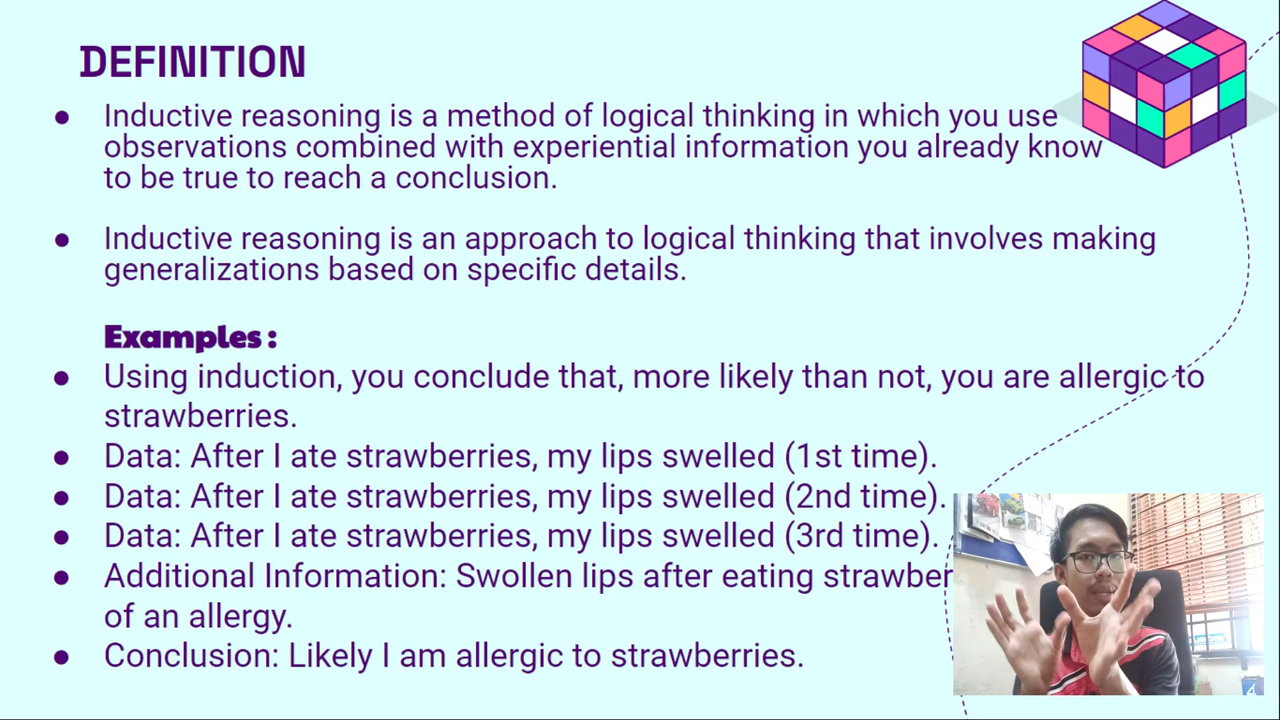 DEFINITION
● Inductive reasoning is a method of logical thinking in which you use
observations combined with experiential information you already know
to be true to reach a conclusion.
● Inductive reasoning is an approach to logical thinking that involves making
generalizations based on specific details.
Examples :
● Using induction, you conclude that, more likely than not, you are allergic to
strawberries.
● Data: After I ate strawberries, my lips swelled (1st time).
● Data: After I ate strawberries, my lips swelled (2nd time).
● Data: After I ate strawberries, my lips swelled (3rd time).
● Additional Information: Swollen lips after eating
of an allergy.
● Conclusion: Likely I am allergic to strawberries.